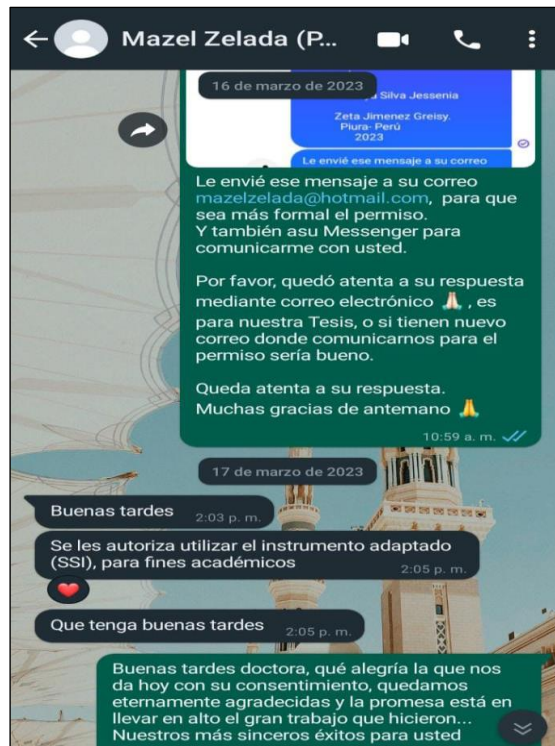 Mazel Zelada (P...
16 de marzo de 2023
Silva Jessenia
Zeta Jimenez Greisy.
Piura- Perú
2023
Le envié ese mensaje a su correo
Le envié ese mensaje a su correo
mazelzelada@hotmail.com, para que
sea más formal el permiso.
Y también asu Messenger para
comunicarme con usted.
Por favor, quedó atenta a su respuesta
mediante correo electrónico 🙏🏻 , es
para nuestra Tesis, o si tienen nuevo
correo donde comunicarnos para el
permiso sería bueno.
Queda atenta a su respuesta.
Muchas gracias de antemano 🙏
10:59 a. m.
17 de marzo de 2023
Buenas tardes 2:03 p. m.
Se les autoriza utilizar el instrumento adaptado
(SSI), para fines académicos 2:05 p. m.
Que tenga buenas tardes 2:05 p. m.
Buenas tardes doctora, qué alegría la que nos
da hoy con su consentimiento, quedamos
eternamente agradecidas y la promesa está en
llevar en alto el gran trabajo que hicieron...
Nuestros más sinceros éxitos para usted